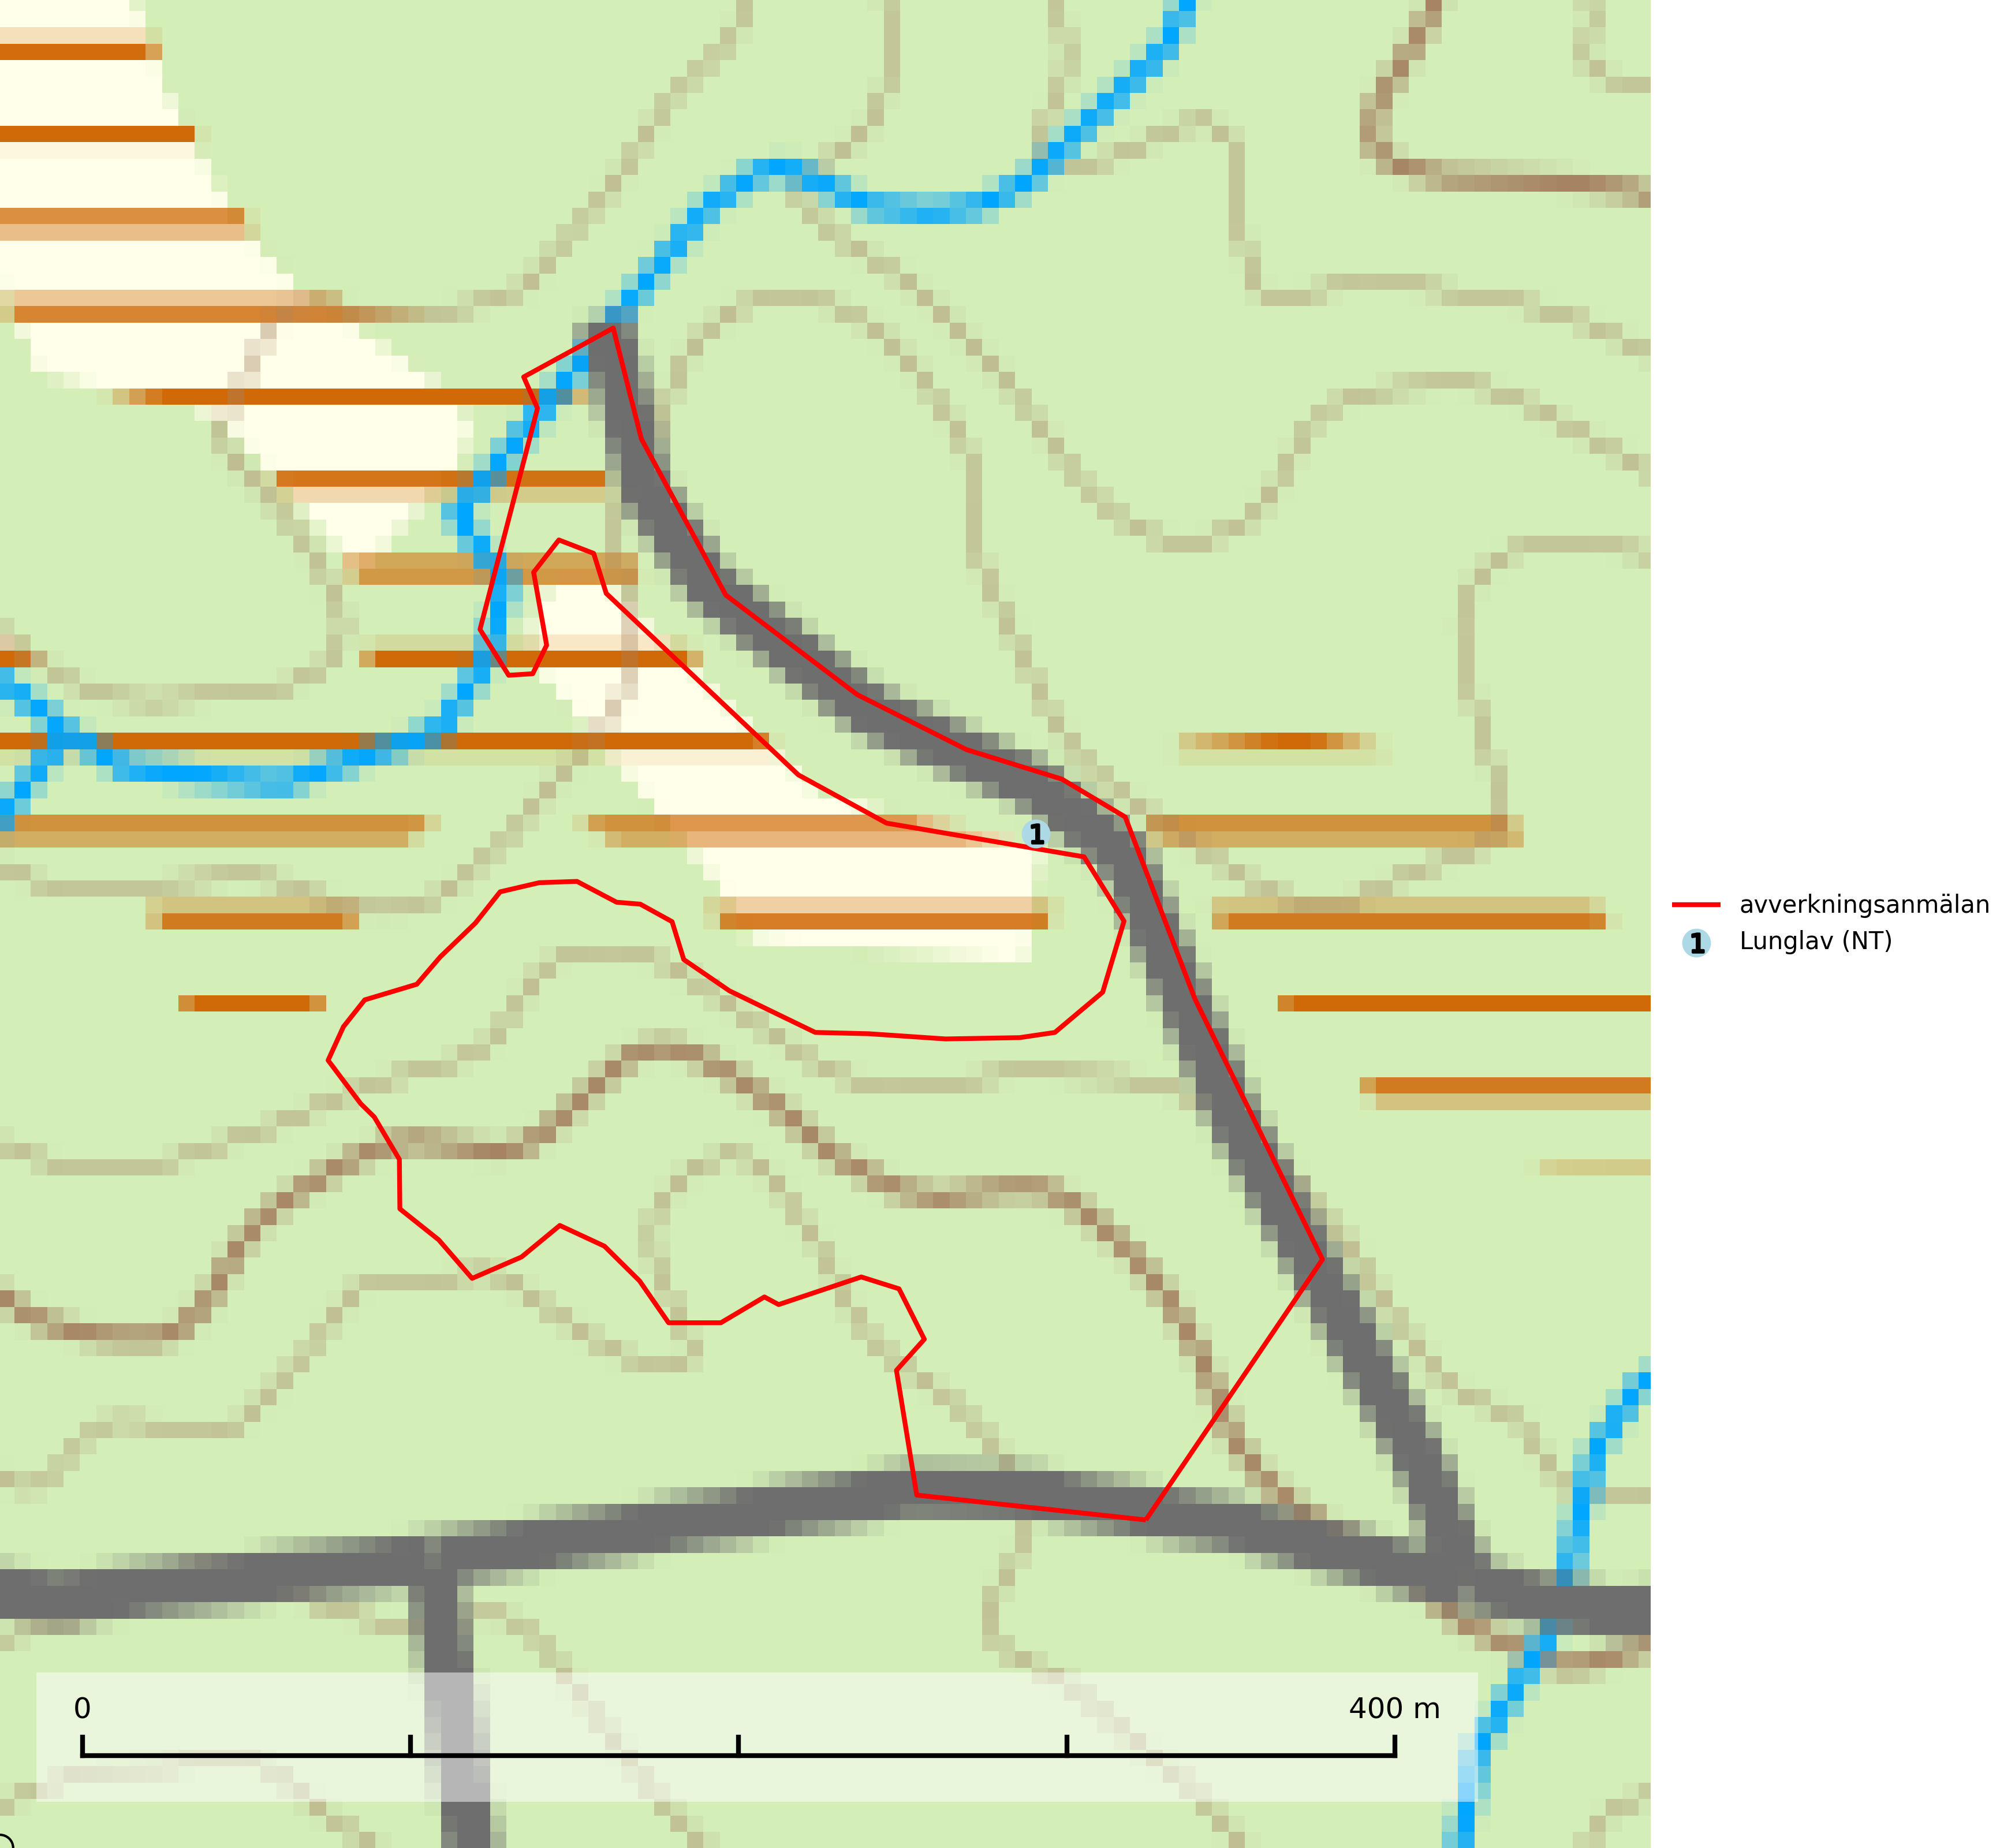 1
avverkningsanmälan
1 Lunglav (NT)
0 400 m